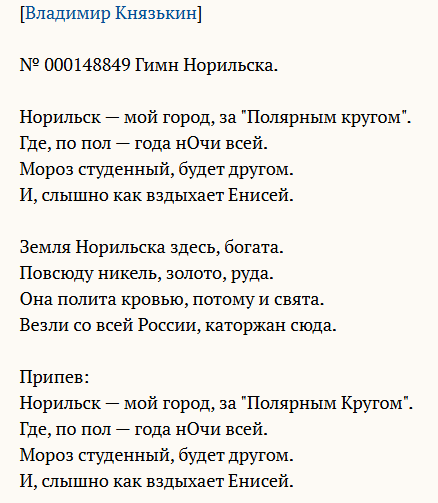 [Владимир Князькин]
№ 000148849 Гимн Норильска.
Норильск — мой город, за "Полярным кругом".
Где, по пол — года нОчи всей.
Мороз студенный, будет другом.
И, слышно как вздыхает Енисей.
Земля Норильска здесь, богата.
Повсюду никель, золото, руда.
Она полита кровью, потому и свята.
Везли со всей России, каторжан сюда.
Припев:
Норильск — мой город, за "Полярным Кругом".
Где, по пол — года нОчи всей.
Мороз студенный, будет другом.
И, слышно как вздыхает Енисей.